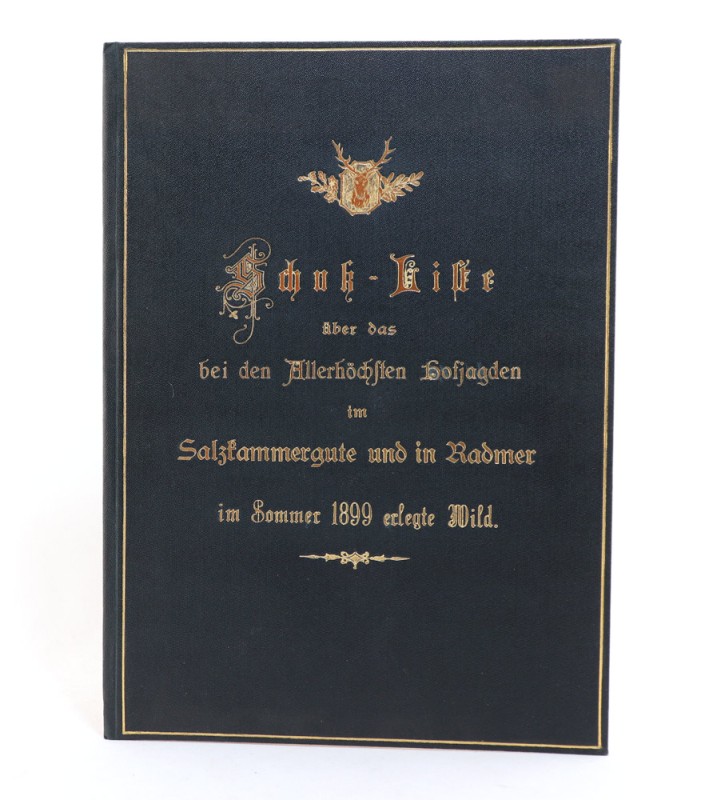 Schuß-Liste
über das
bei den Allerhöchsten Hofjagden
im
Salzkammergute und in Radmer
im Sommer 1899 erlegte Wild.